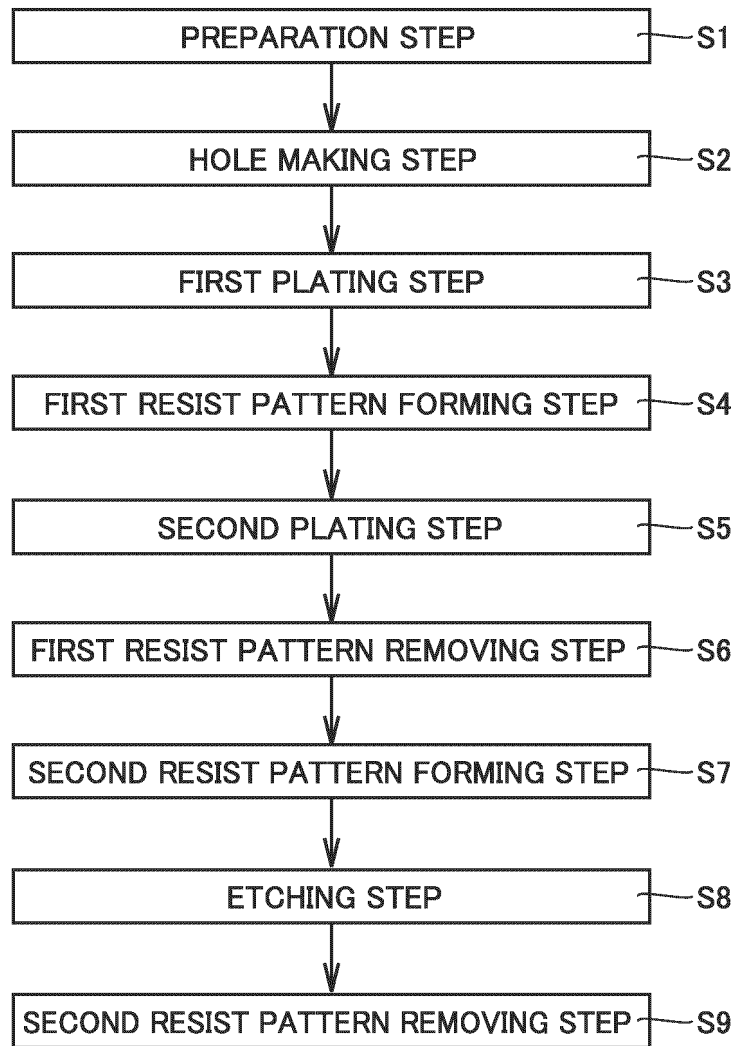 PREPARATION STEP S1
HOLE MAKING STEP S2
FIRST PLATING STEP S3
FIRST RESIST PATTERN FORMING STEP S4
SECOND PLATING STEP S5
FIRST RESIST PATTERN REMOVING STEP S6
SECOND RESIST PATTERN FORMING STEP S7
ETCHING STEP S8
SECOND RESIST PATTERN REMOVING STEP S9